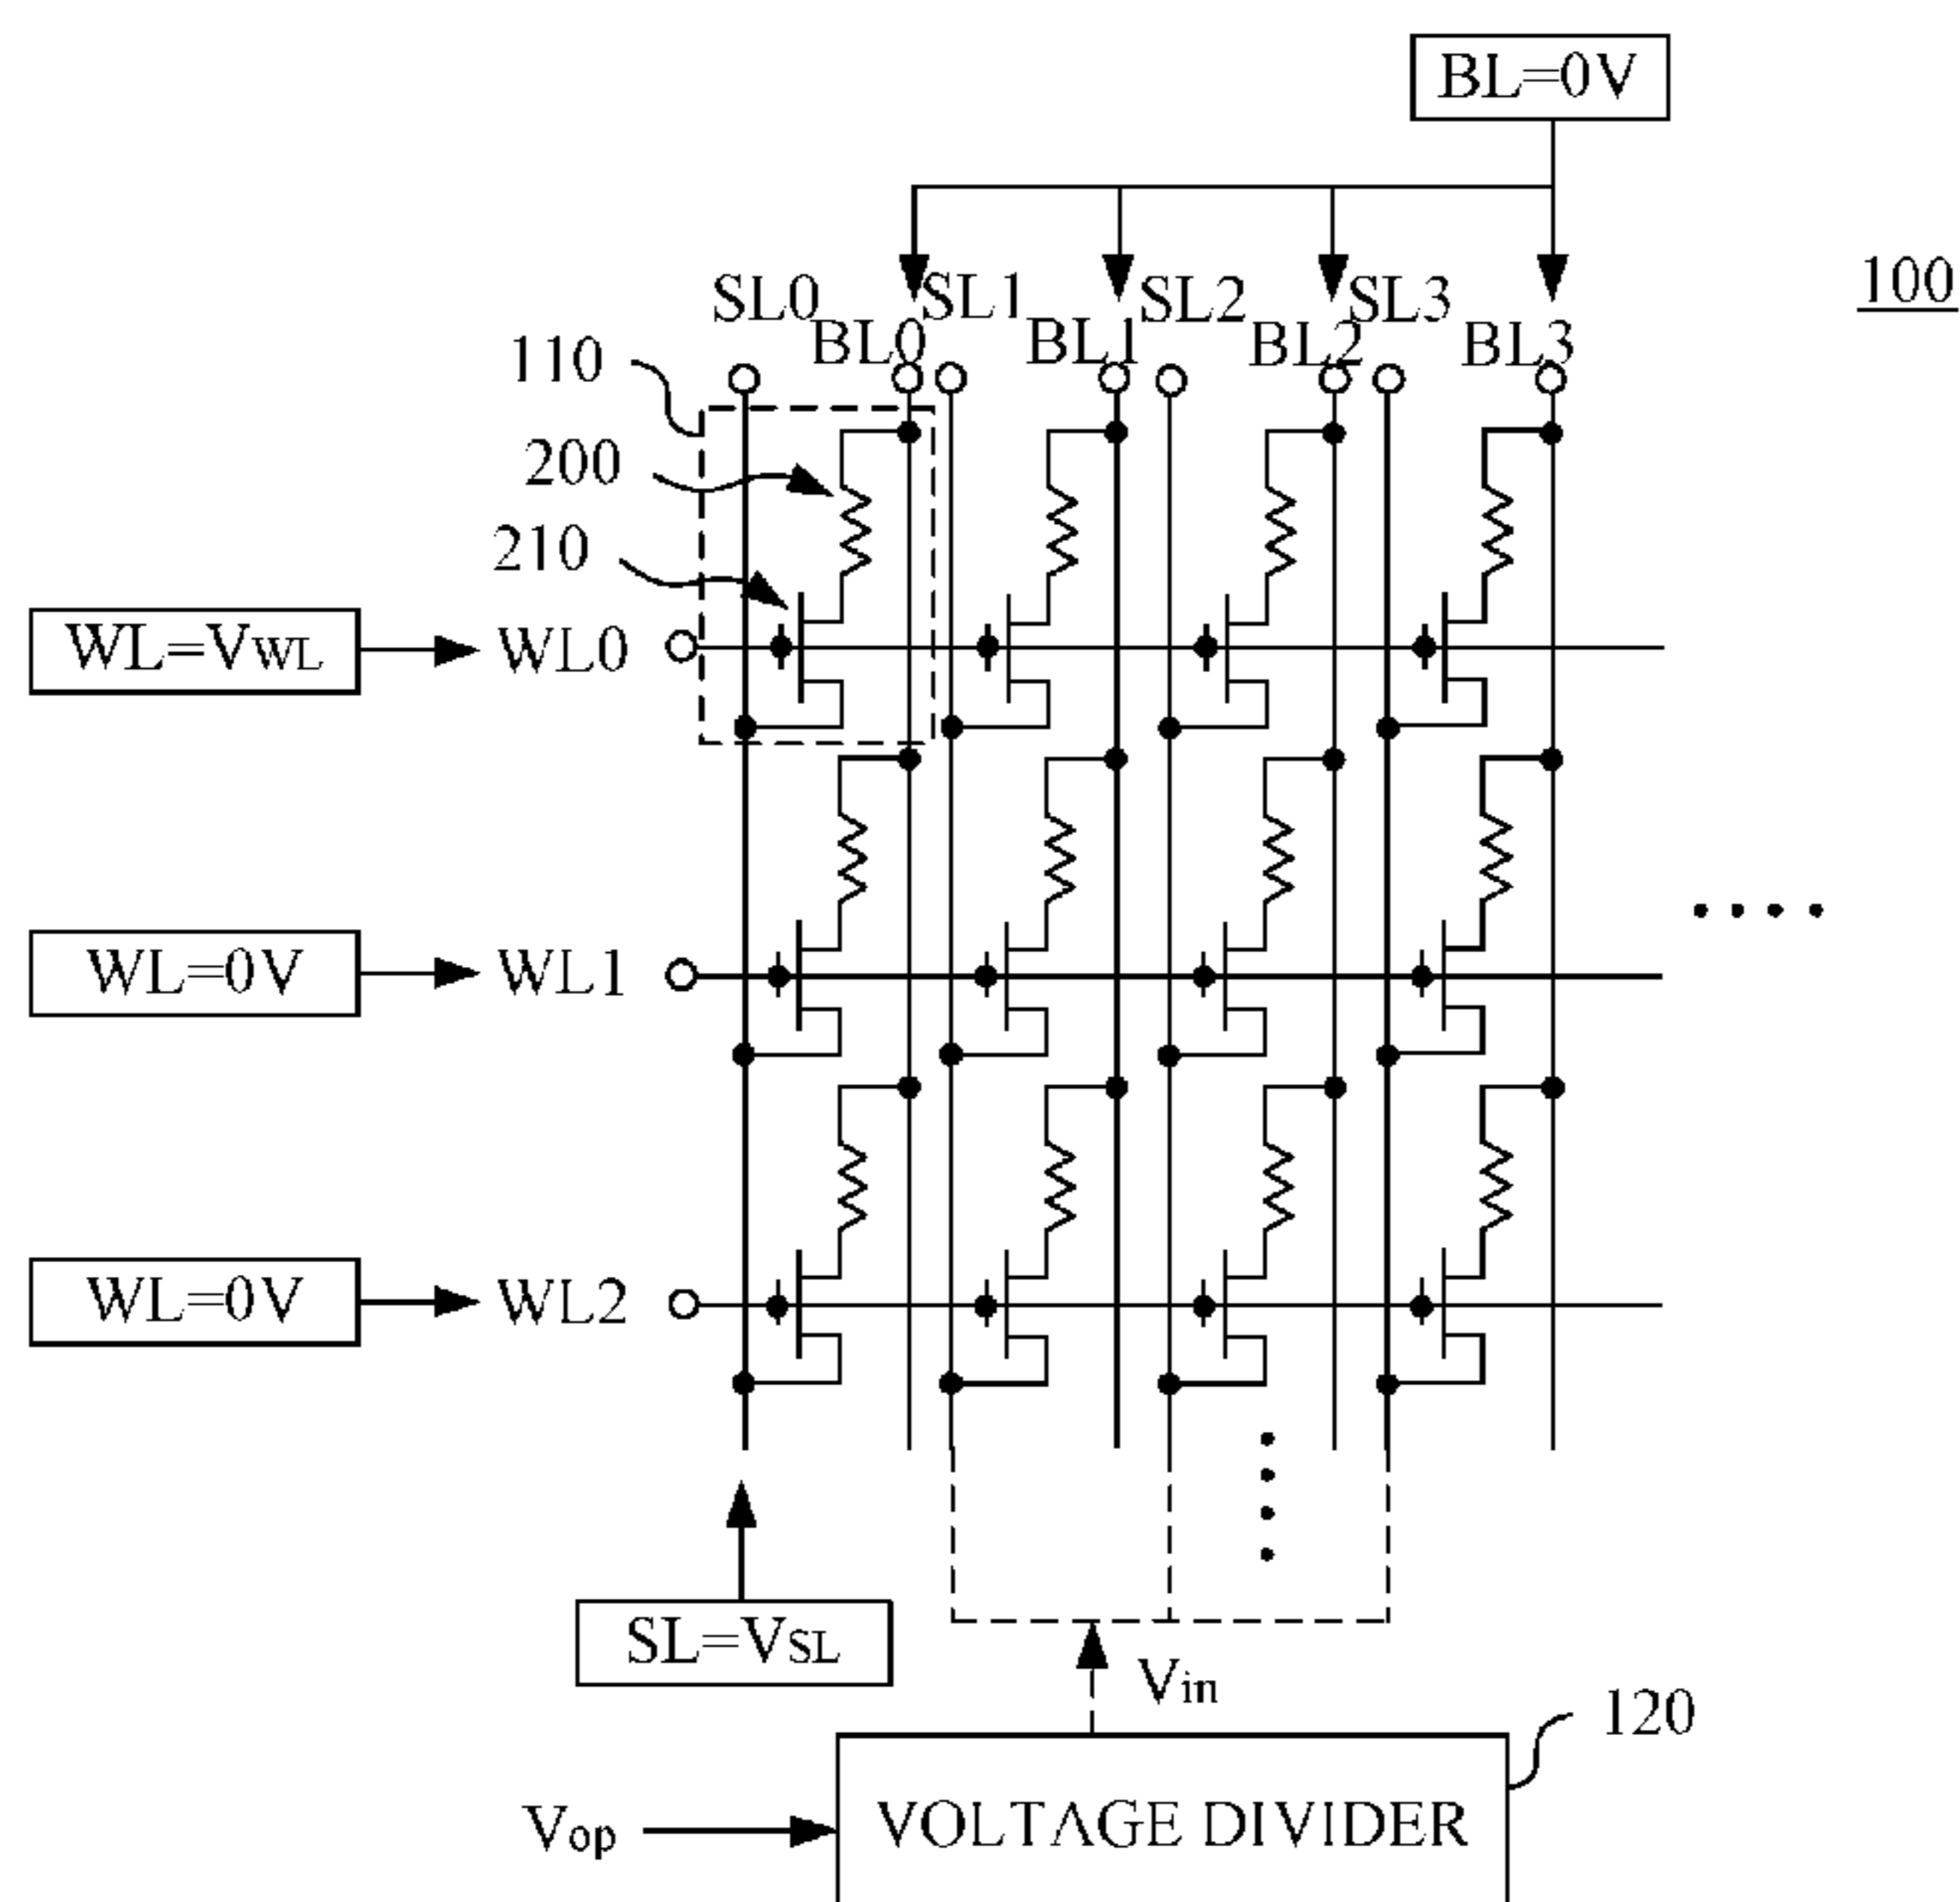 BL=0V
100
SL0 SL1 SL2 SL3
BL0 BL1 BL2 BL3
110
200
210
WL=VWL WL0
WL=0V WL1
WL=0V WL2
SL=VSL
Vin
120
Vop VOLTAGE DIVIDER